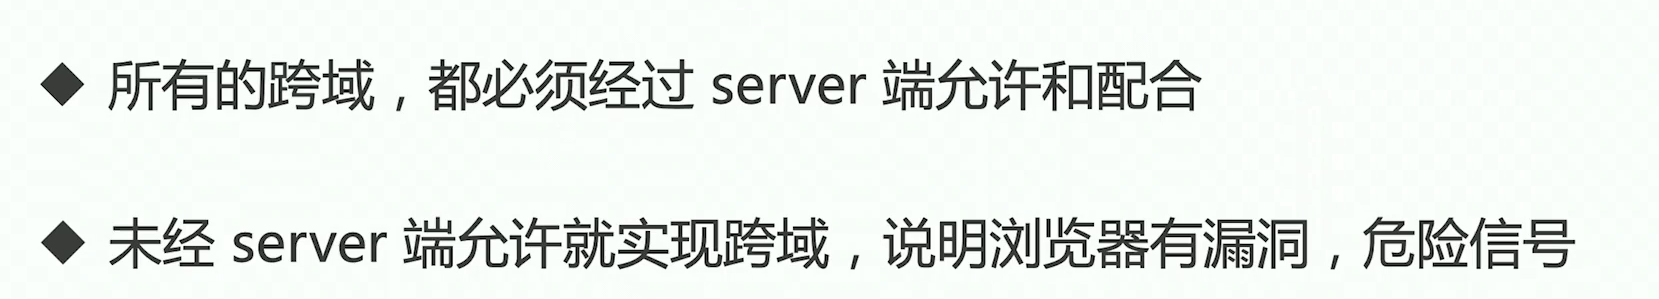 ◆ 所有的跨域，都必须经过 server 端允许和配合
◆ 未经 server 端允许就实现跨域，说明浏览器有漏洞，危险信号